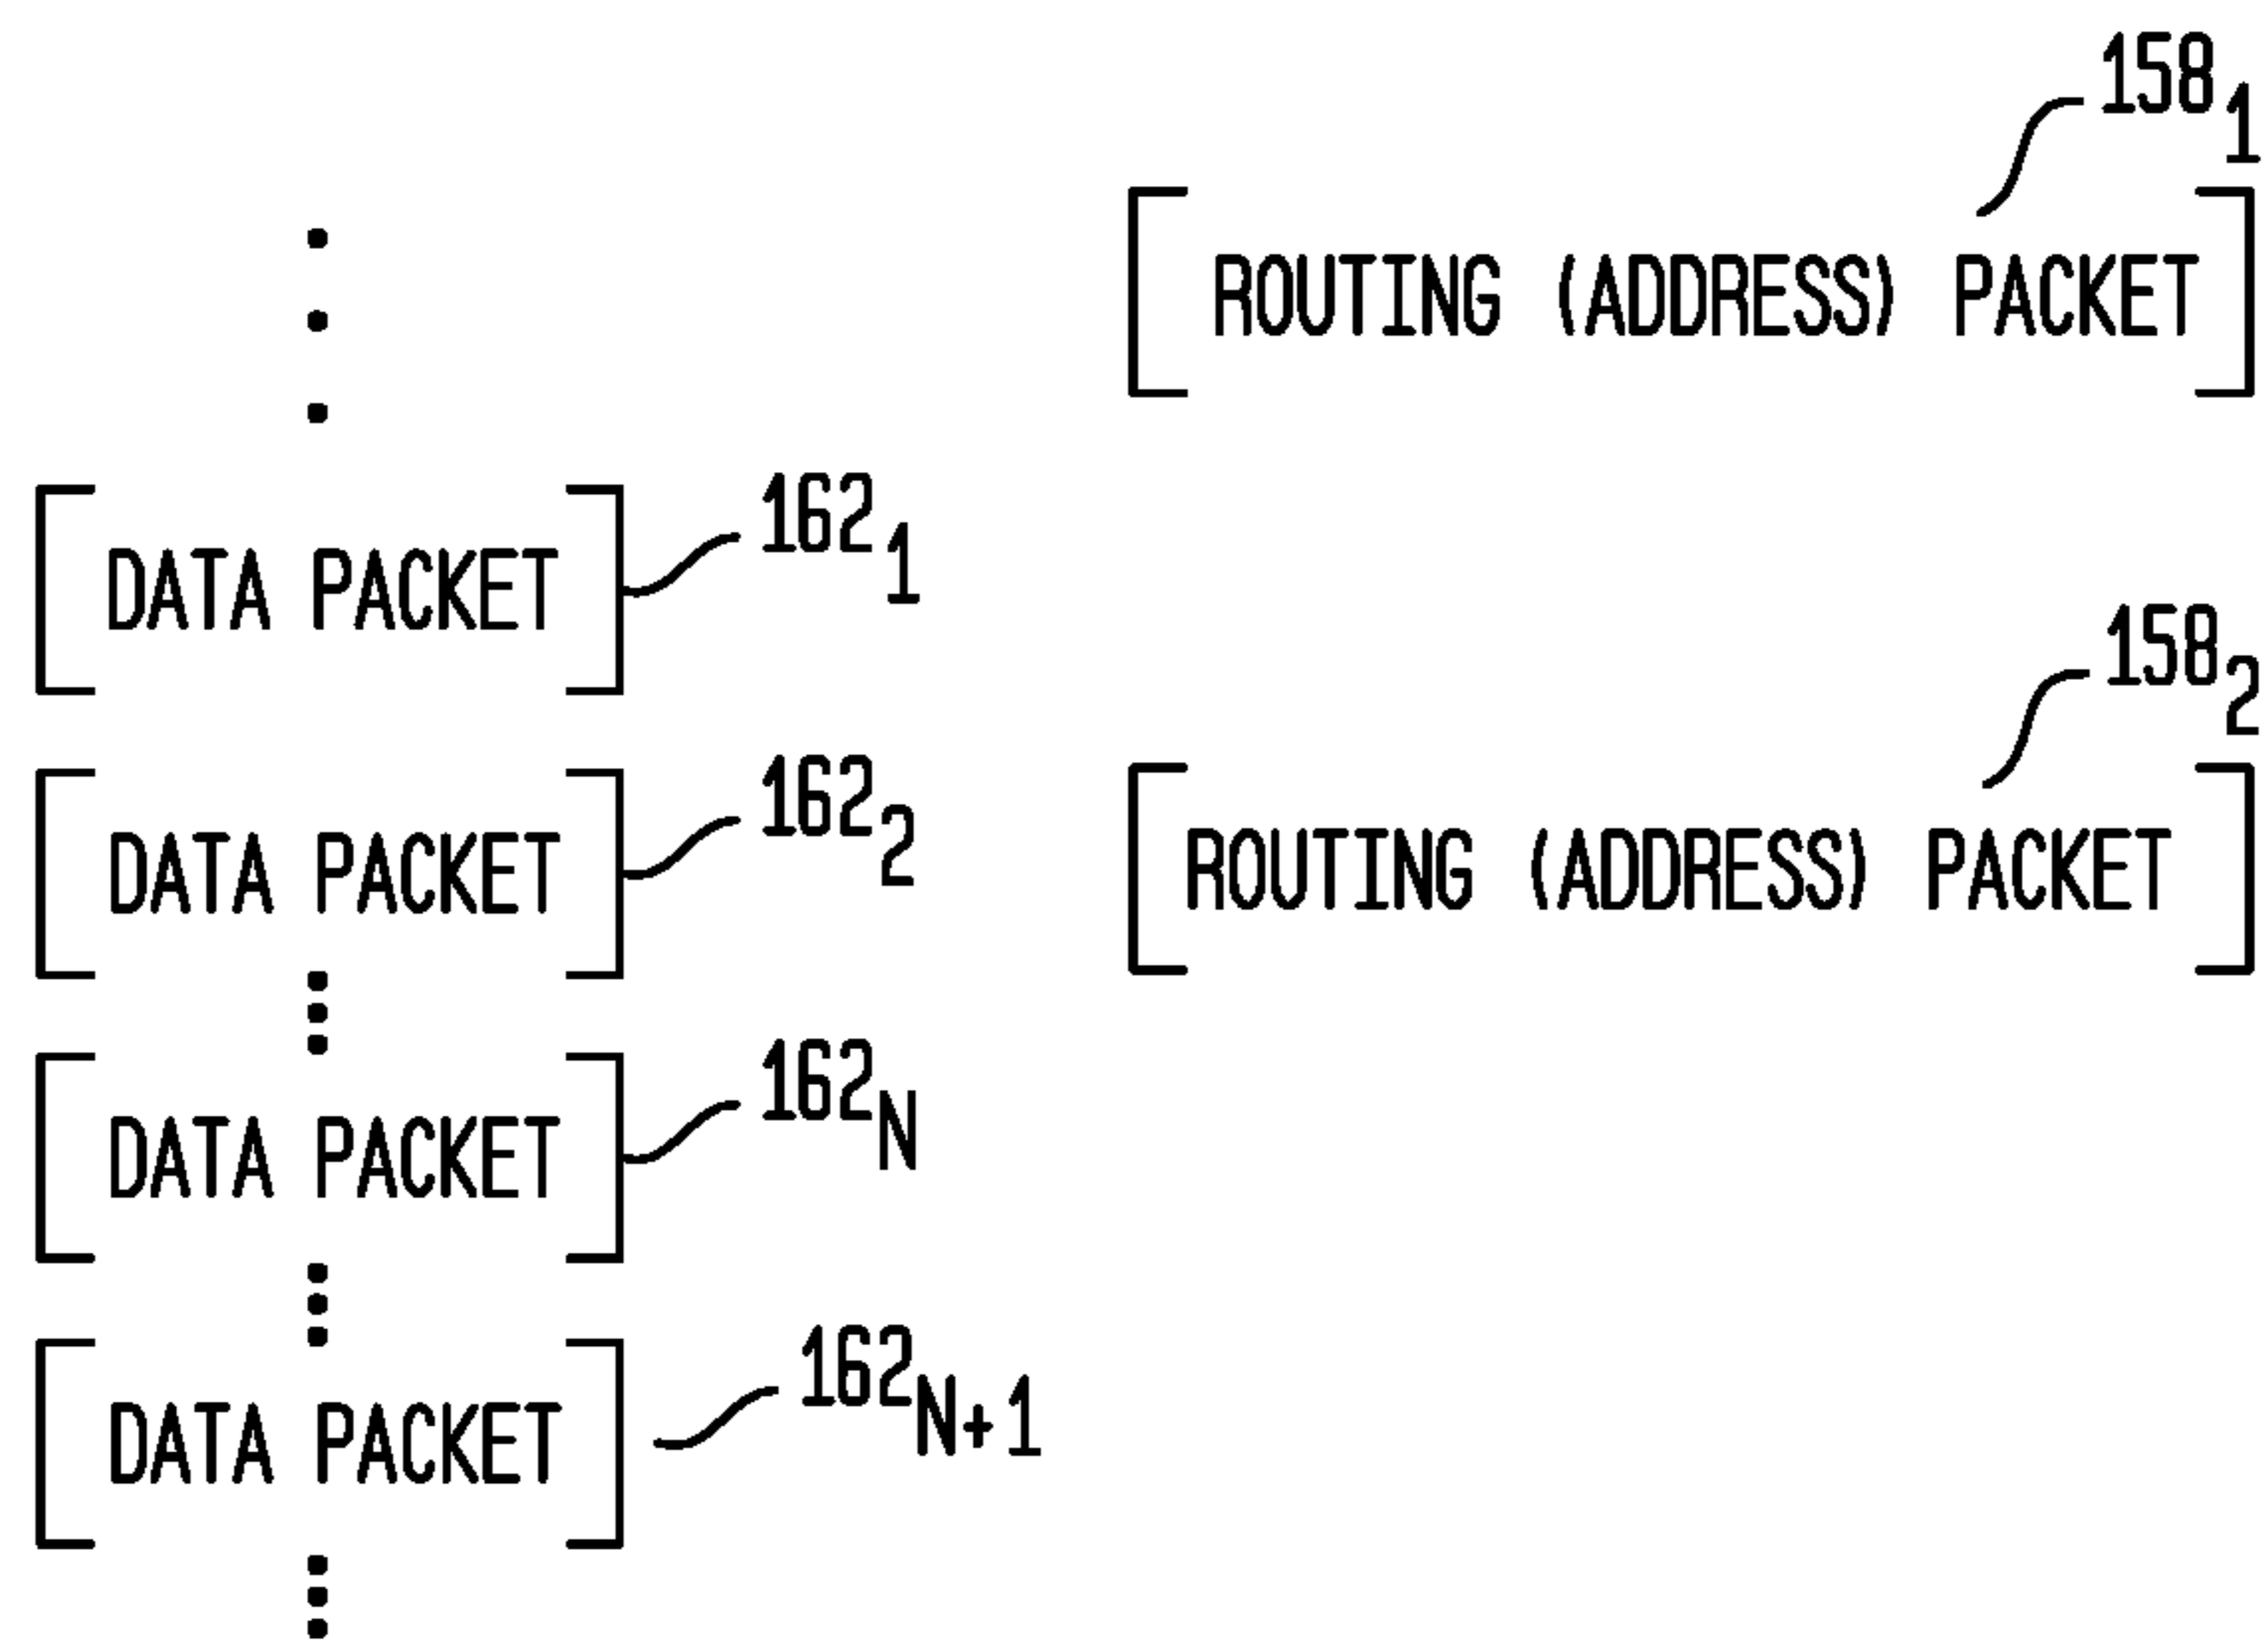 158₁
ROUTING (ADDRESS) PACKET
162₁
DATA PACKET
158₂
162₂
DATA PACKET
ROUTING (ADDRESS) PACKET
162N
DATA PACKET
162N+1
DATA PACKET